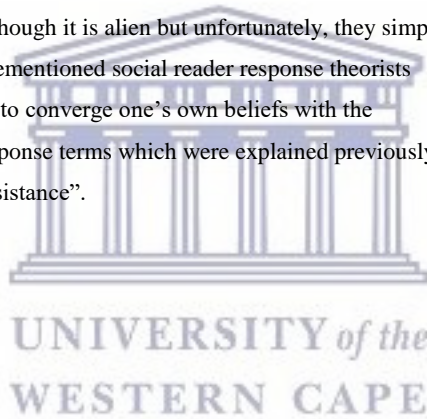 hough it is alien but unfortunately, they simp
ementioned social reader response theorists
to converge one's own beliefs with the
ponse terms which were explained previously
sistance".
UNIVERSITY of the
WESTERN CAPE